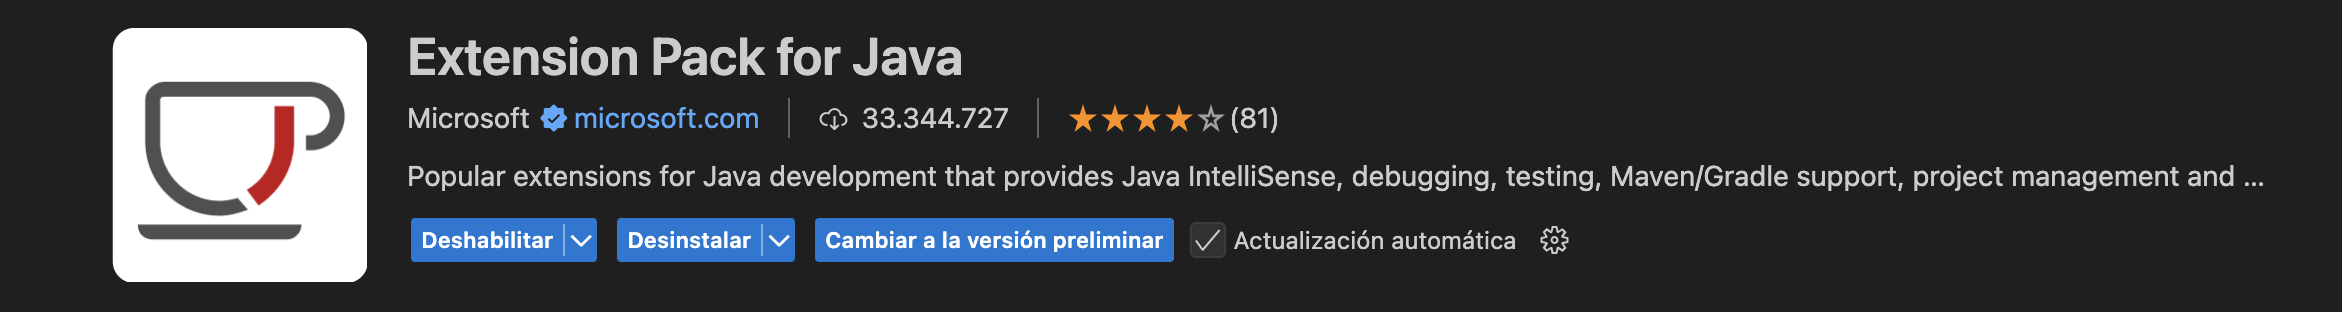 Extension Pack for Java
Microsoft microsoft.com 33.344.727 (81)
Popular extensions for Java development that provides Java IntelliSense, debugging, testing, Maven/Gradle support, project management and ...
Deshabilitar Desinstalar Cambiar a la versión preliminar Actualización automática